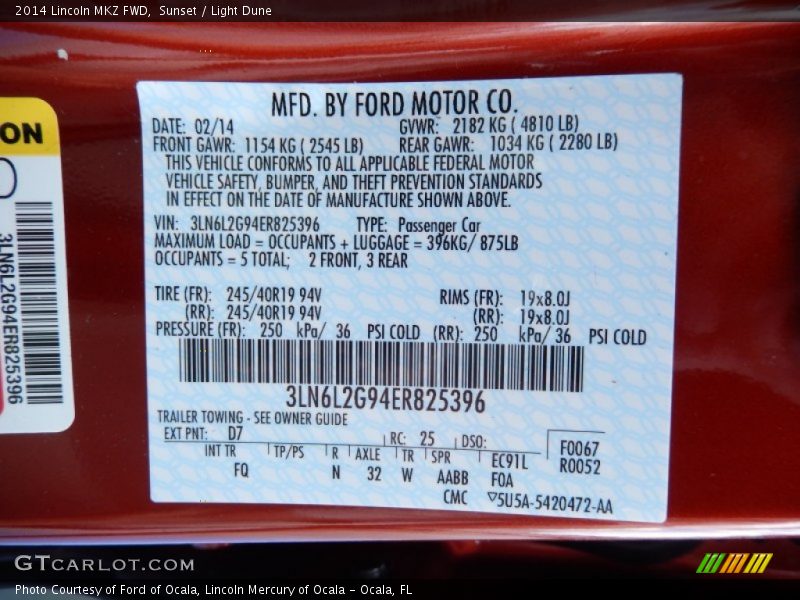 2014 Lincoln MKZ FWD,  Sunset / Light Dune
MFD. BY FORD MOTOR CO.
DATE: 02/14 GVWR: 2182 KG ( 4810 LB)
FRONT GAWR: 1154 KG ( 2545 LB) REAR GAWR: 1034 KG ( 2280 LB)
THIS VEHICLE CONFORMS TO ALL APPLICABLE FEDERAL MOTOR
VEHICLE SAFETY, BUMPER, AND THEFT PREVENTION STANDARDS
IN EFFECT ON THE DATE OF MANUFACTURE SHOWN ABOVE.
VIN: 3LN6L2G94ER825396 TYPE: Passenger Car
MAXIMUM LOAD = OCCUPANTS + LUGGAGE = 396KG/ 875LB
OCCUPANTS = 5 TOTAL; 2 FRONT, 3 REAR
TIRE (FR): 245/40R19 94V RIMS (FR): 19x8.0J
(RR): 245/40R19 94V (RR): 19x8.0J
PRESSURE (FR): 250 kPa/ 36 PSI COLD (RR): 250 kPa/ 36 PSI COLD
3LN6L2G94ER825396
TRAILER TOWING - SEE OWNER GUIDE
EXT PNT: D7 RC: 25 DSO: F0067
INT TR TP/PS R AXLE TR SPR EC91L R0052
FQ N 32 W AABB FOA
CMC ▽5U5A-5420472-AA
ON
3LN6L2G94ER825396
GTCARLOT.COM
Photo Courtesy of Ford of Ocala, Lincoln Mercury of Ocala - Ocala, FL